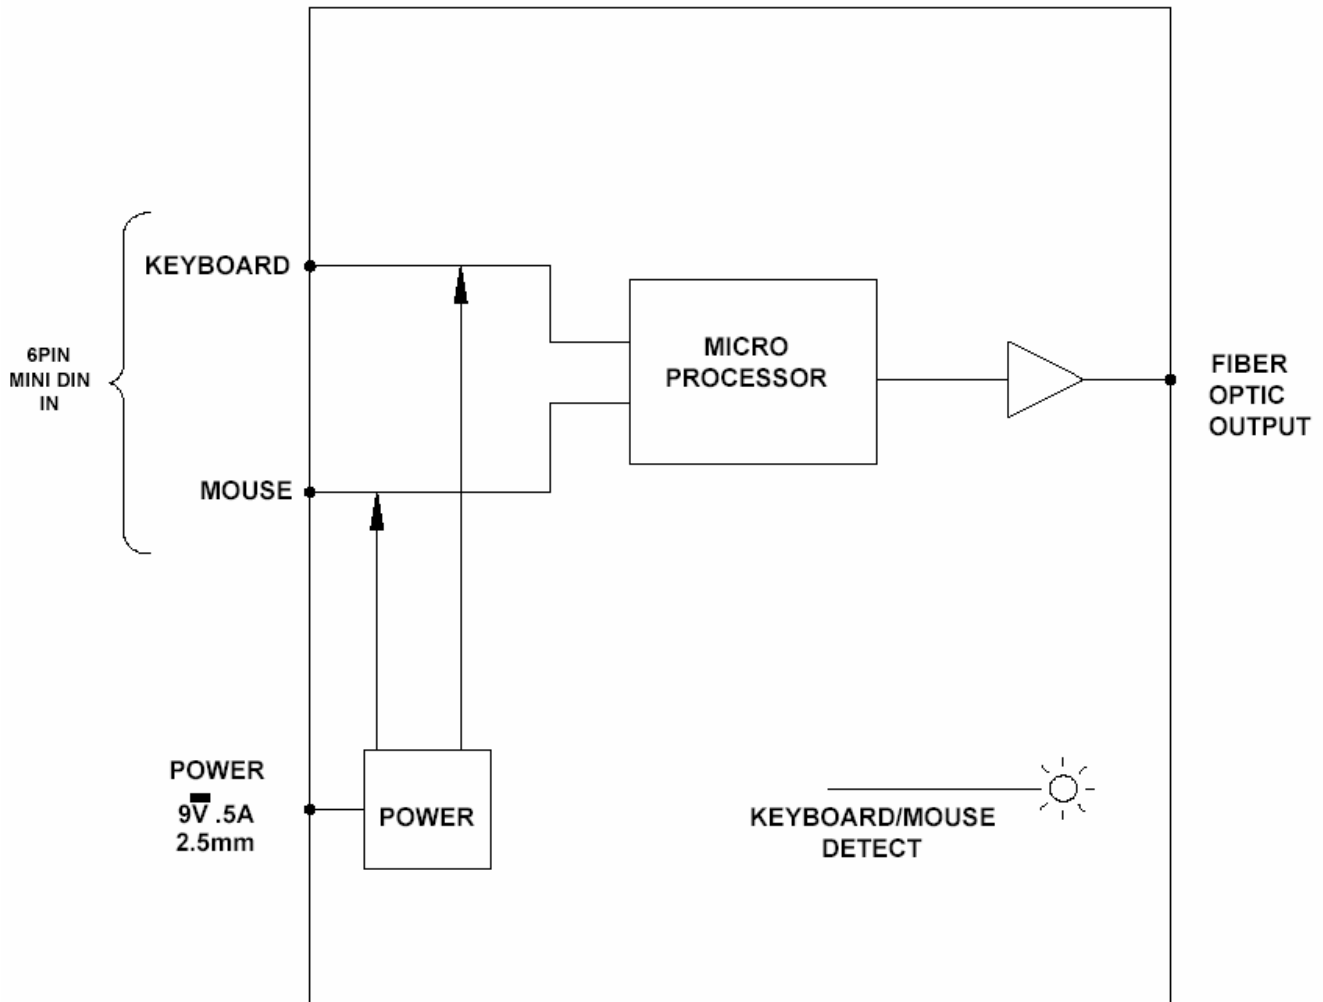 KEYBOARD
6PIN
MINI DIN
IN
MOUSE
MICRO
PROCESSOR
FIBER
OPTIC
OUTPUT
POWER
9V .5A
2.5mm
POWER
KEYBOARD/MOUSE
DETECT